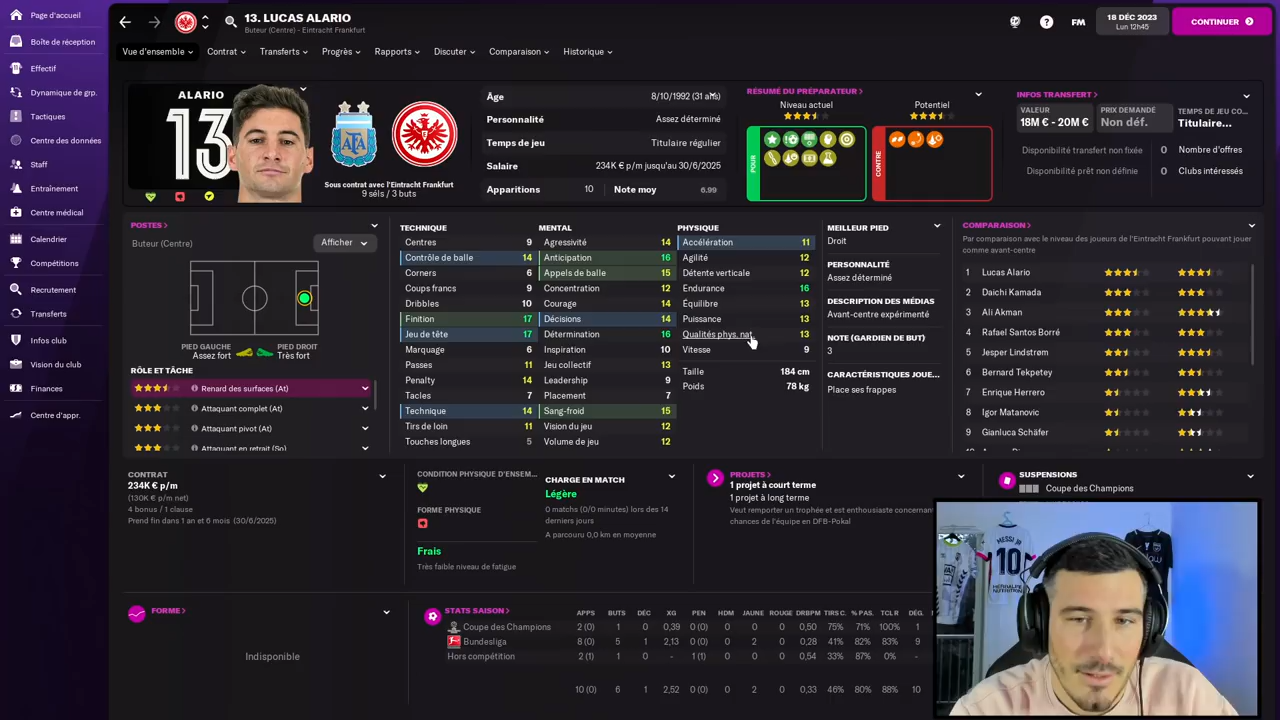 Page d'accueil
Boîte de réception
Effectif
Dynamique de grp.
Tactiques
Centre des données
Staff
Entraînement
Centre médical
Calendrier
Compétitions
Recrutement
Transferts
Infos club
Vision du club
Finances
Centre d'appr.
13. LUCAS ALARIO
Buteur (Centre) - Eintracht Frankfurt
FM
18 DÉC 2023
Lun 12h45
CONTINUER
Vue d'ensemble
Contrat
Transferts
Progrès
Rapports
Discuter
Comparaison
Historique
ALARIO
13
AFA
Sous contrat avec l'Eintracht Frankfurt
9 séls / 3 buts
Âge 8/10/1992 (31 ans)
Personnalité Assez déterminé
Temps de jeu Titulaire régulier
Salaire 234K € p/m jusqu'au 30/6/2025
Apparitions 10 Note moy 6.99
RÉSUMÉ DU PRÉPARATEUR >
Niveau actuel Potentiel
POUR
CONTRE
INFOS TRANSFERT >
VALEUR
18M € - 20M €
PRIX DEMANDÉ
Non déf.
TEMPS DE JEU CO...
Titulaire...
Disponibilité transfert non fixée 0 Nombre d'offres
Disponibilité prêt non définie 0 Clubs intéressés
POSTES >
Buteur (Centre)
Afficher
PIED GAUCHE
Assez fort
PIED DROIT
Très fort
RÔLE ET TÂCHE
Renard des surfaces (At)
Attaquant complet (At)
Attaquant pivot (At)
Attaquant en retrait (So)
TECHNIQUE
Centres 9
Contrôle de balle 14
Corners 6
Coups francs 9
Dribbles 10
Finition 17
Jeu de tête 17
Marquage 6
Passes 11
Penalty 14
Tacles 7
Technique 14
Tirs de loin 11
Touches longues 5
MENTAL
Agressivité 14
Anticipation 16
Appels de balle 15
Concentration 12
Courage 14
Décisions 14
Détermination 16
Inspiration 10
Jeu collectif 13
Leadership 9
Placement 7
Sang-froid 15
Vision du jeu 12
Volume de jeu 12
PHYSIQUE
Accélération 11
Agilité 12
Détente verticale 12
Endurance 16
Équilibre 13
Puissance 13
Qualités phys. nat. 13
Vitesse 9
Taille 184 cm
Poids 78 kg
MEILLEUR PIED
Droit
PERSONNALITÉ
Assez déterminé
DESCRIPTION DES MÉDIAS
Avant-centre expérimenté
NOTE (GARDIEN DE BUT)
3
CARACTÉRISTIQUES JOUE...
Place ses frappes
COMPARAISON >
Par comparaison avec le niveau des joueurs de l'Eintracht Frankfurt pouvant jouer
comme avant-centre
1 Lucas Alario
2 Daichi Kamada
3 Ali Akman
4 Rafael Santos Borré
5 Jesper Lindstrøm
6 Bernard Tekpetey
7 Enrique Herrero
8 Igor Matanovic
9 Gianluca Schäfer
CONTRAT
234K € p/m
(130K € p/m net)
4 bonus / 1 clause
Prend fin dans 1 an et 6 mois (30/6/2025)
CONDITION PHYSIQUE D'ENSEM...
FORME PHYSIQUE
Frais
Très faible niveau de fatigue
CHARGE EN MATCH
Légère
0 matchs (0/0 minutes) lors des 14
derniers jours
A parcouru 0,0 km en moyenne
PROJETS >
1 projet à court terme
1 projet à long terme
Veut remporter un trophée et est enthousiaste concernant
chances de l'équipe en DFB-Pokal
SUSPENSIONS
Coupe des Champions
FORME >
Indisponible
STATS SAISON > APPS BUTS DÉC XG PEN HDM JAUNE ROUGE DRBPM TIRS C. % PAS. TCLR DÉG.
Coupe des Champions 2 (0) 1 0 0,39 0 (0) 0 0 0 0,50 75% 71% 100% 1
Bundesliga 8 (0) 5 1 2,13 0 (0) 0 2 0 0,28 41% 82% 83% 9
Hors compétition 2 (1) 1 0 - 1 (1) 0 0 0 0,54 33% 87% 0% -
10 (0) 6 1 2,52 0 (0) 0 2 0 0,33 46% 80% 88% 10
MESSI JR
10